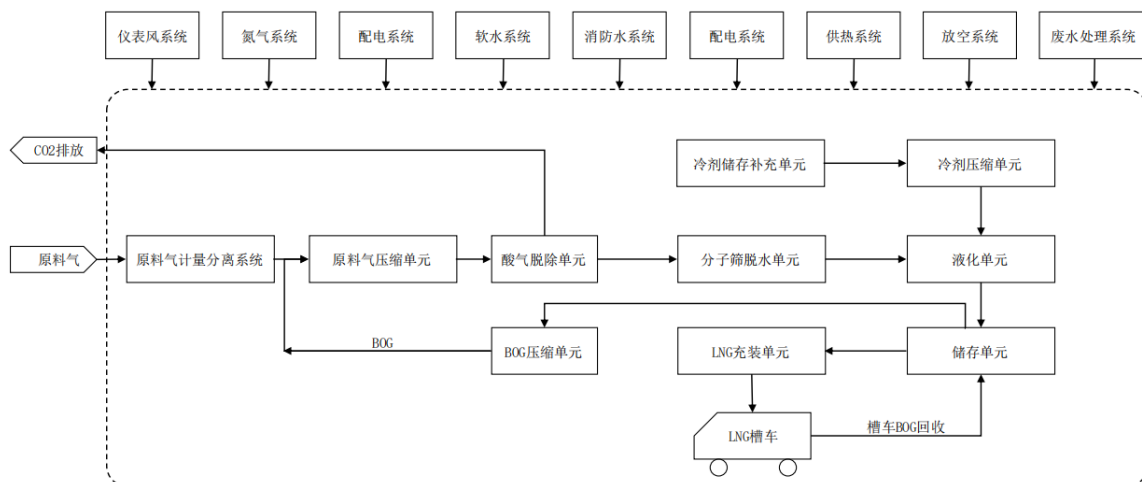 仪表风系统
氮气系统
配电系统
软水系统
消防水系统
配电系统
供热系统
放空系统
废水处理系统
CO2排放
冷剂储存补充单元
冷剂压缩单元
原料气
原料气计量分离系统
原料气压缩单元
酸气脱除单元
分子筛脱水单元
液化单元
BOG
BOG压缩单元
LNG充装单元
储存单元
LNG槽车
槽车BOG回收